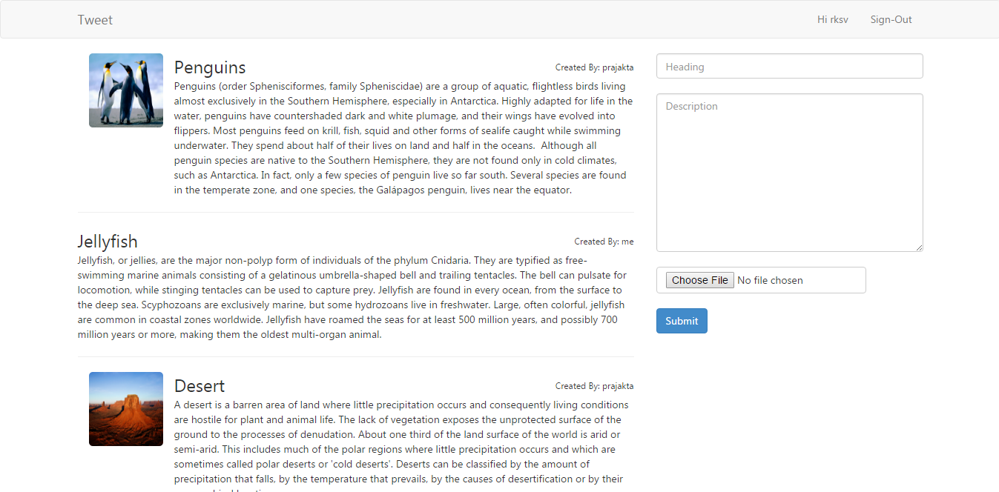 Tweet
Hi rksv
Sign-Out
Penguins
Created By: prajakta
Penguins (order Sphenisciformes, family Spheniscidae) are a group of aquatic, flightless birds living
almost exclusively in the Southern Hemisphere, especially in Antarctica. Highly adapted for life in the
water, penguins have countershaded dark and white plumage, and their wings have evolved into
flippers. Most penguins feed on krill, fish, squid and other forms of sealife caught while swimming
underwater. They spend about half of their lives on land and half in the oceans.  Although all
penguin species are native to the Southern Hemisphere, they are not found only in cold climates,
such as Antarctica. In fact, only a few species of penguin live so far south. Several species are found
in the temperate zone, and one species, the Galápagos penguin, lives near the equator.
Jellyfish
Created By: me
Jellyfish, or jellies, are the major non-polyp form of individuals of the phylum Cnidaria. They are typified as free-
swimming marine animals consisting of a gelatinous umbrella-shaped bell and trailing tentacles. The bell can pulsate for
locomotion, while stinging tentacles can be used to capture prey. Jellyfish are found in every ocean, from the surface to
the deep sea. Scyphozoans are exclusively marine, but some hydrozoans live in freshwater. Large, often colorful, jellyfish
are common in coastal zones worldwide. Jellyfish have roamed the seas for at least 500 million years, and possibly 700
million years or more, making them the oldest multi-organ animal.
Desert
Created By: prajakta
A desert is a barren area of land where little precipitation occurs and consequently living conditions
are hostile for plant and animal life. The lack of vegetation exposes the unprotected surface of the
ground to the processes of denudation. About one third of the land surface of the world is arid or
semi-arid. This includes much of the polar regions where little precipitation occurs and which are
sometimes called polar deserts or 'cold deserts'. Deserts can be classified by the amount of
precipitation that falls, by the temperature that prevails, by the causes of desertification or by their
Heading
Description
Choose File No file chosen
Submit